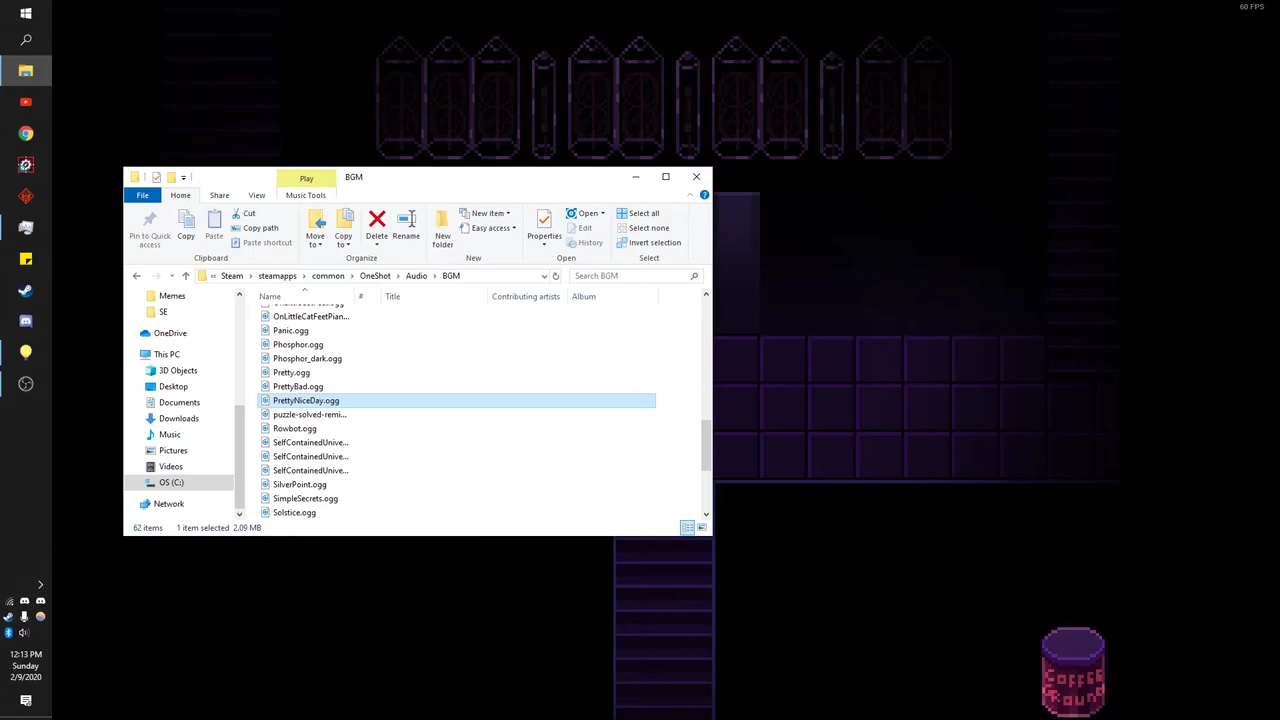 60 FPS
Play
BGM
File
Home
Share
View
Music Tools
Pin to Quick access
Copy
Paste
Cut
Copy path
Paste shortcut
Move to
Copy to
Delete
Rename
New folder
New item
Easy access
Properties
Open
Edit
History
Select all
Select none
Invert selection
Clipboard
Organize
New
Open
Select
« Steam > steamapps > common > OneShot > Audio > BGM
Search BGM
Name
#
Title
Contributing artists
Album
Memes
SE
OneDrive
This PC
3D Objects
Desktop
Documents
Downloads
Music
Pictures
Videos
OS (C:)
Network
OnLittleCatFeetPian...
Panic.ogg
Phosphor.ogg
Phosphor_dark.ogg
Pretty.ogg
PrettyBad.ogg
PrettyNiceDay.ogg
puzzle-solved-remi...
Rowbot.ogg
SelfContainedUnive...
SelfContainedUnive...
SelfContainedUnive...
SilverPoint.ogg
SimpleSecrets.ogg
Solstice.ogg
62 items
1 item selected 2.09 MB
12:13 PM
Sunday
2/9/2020